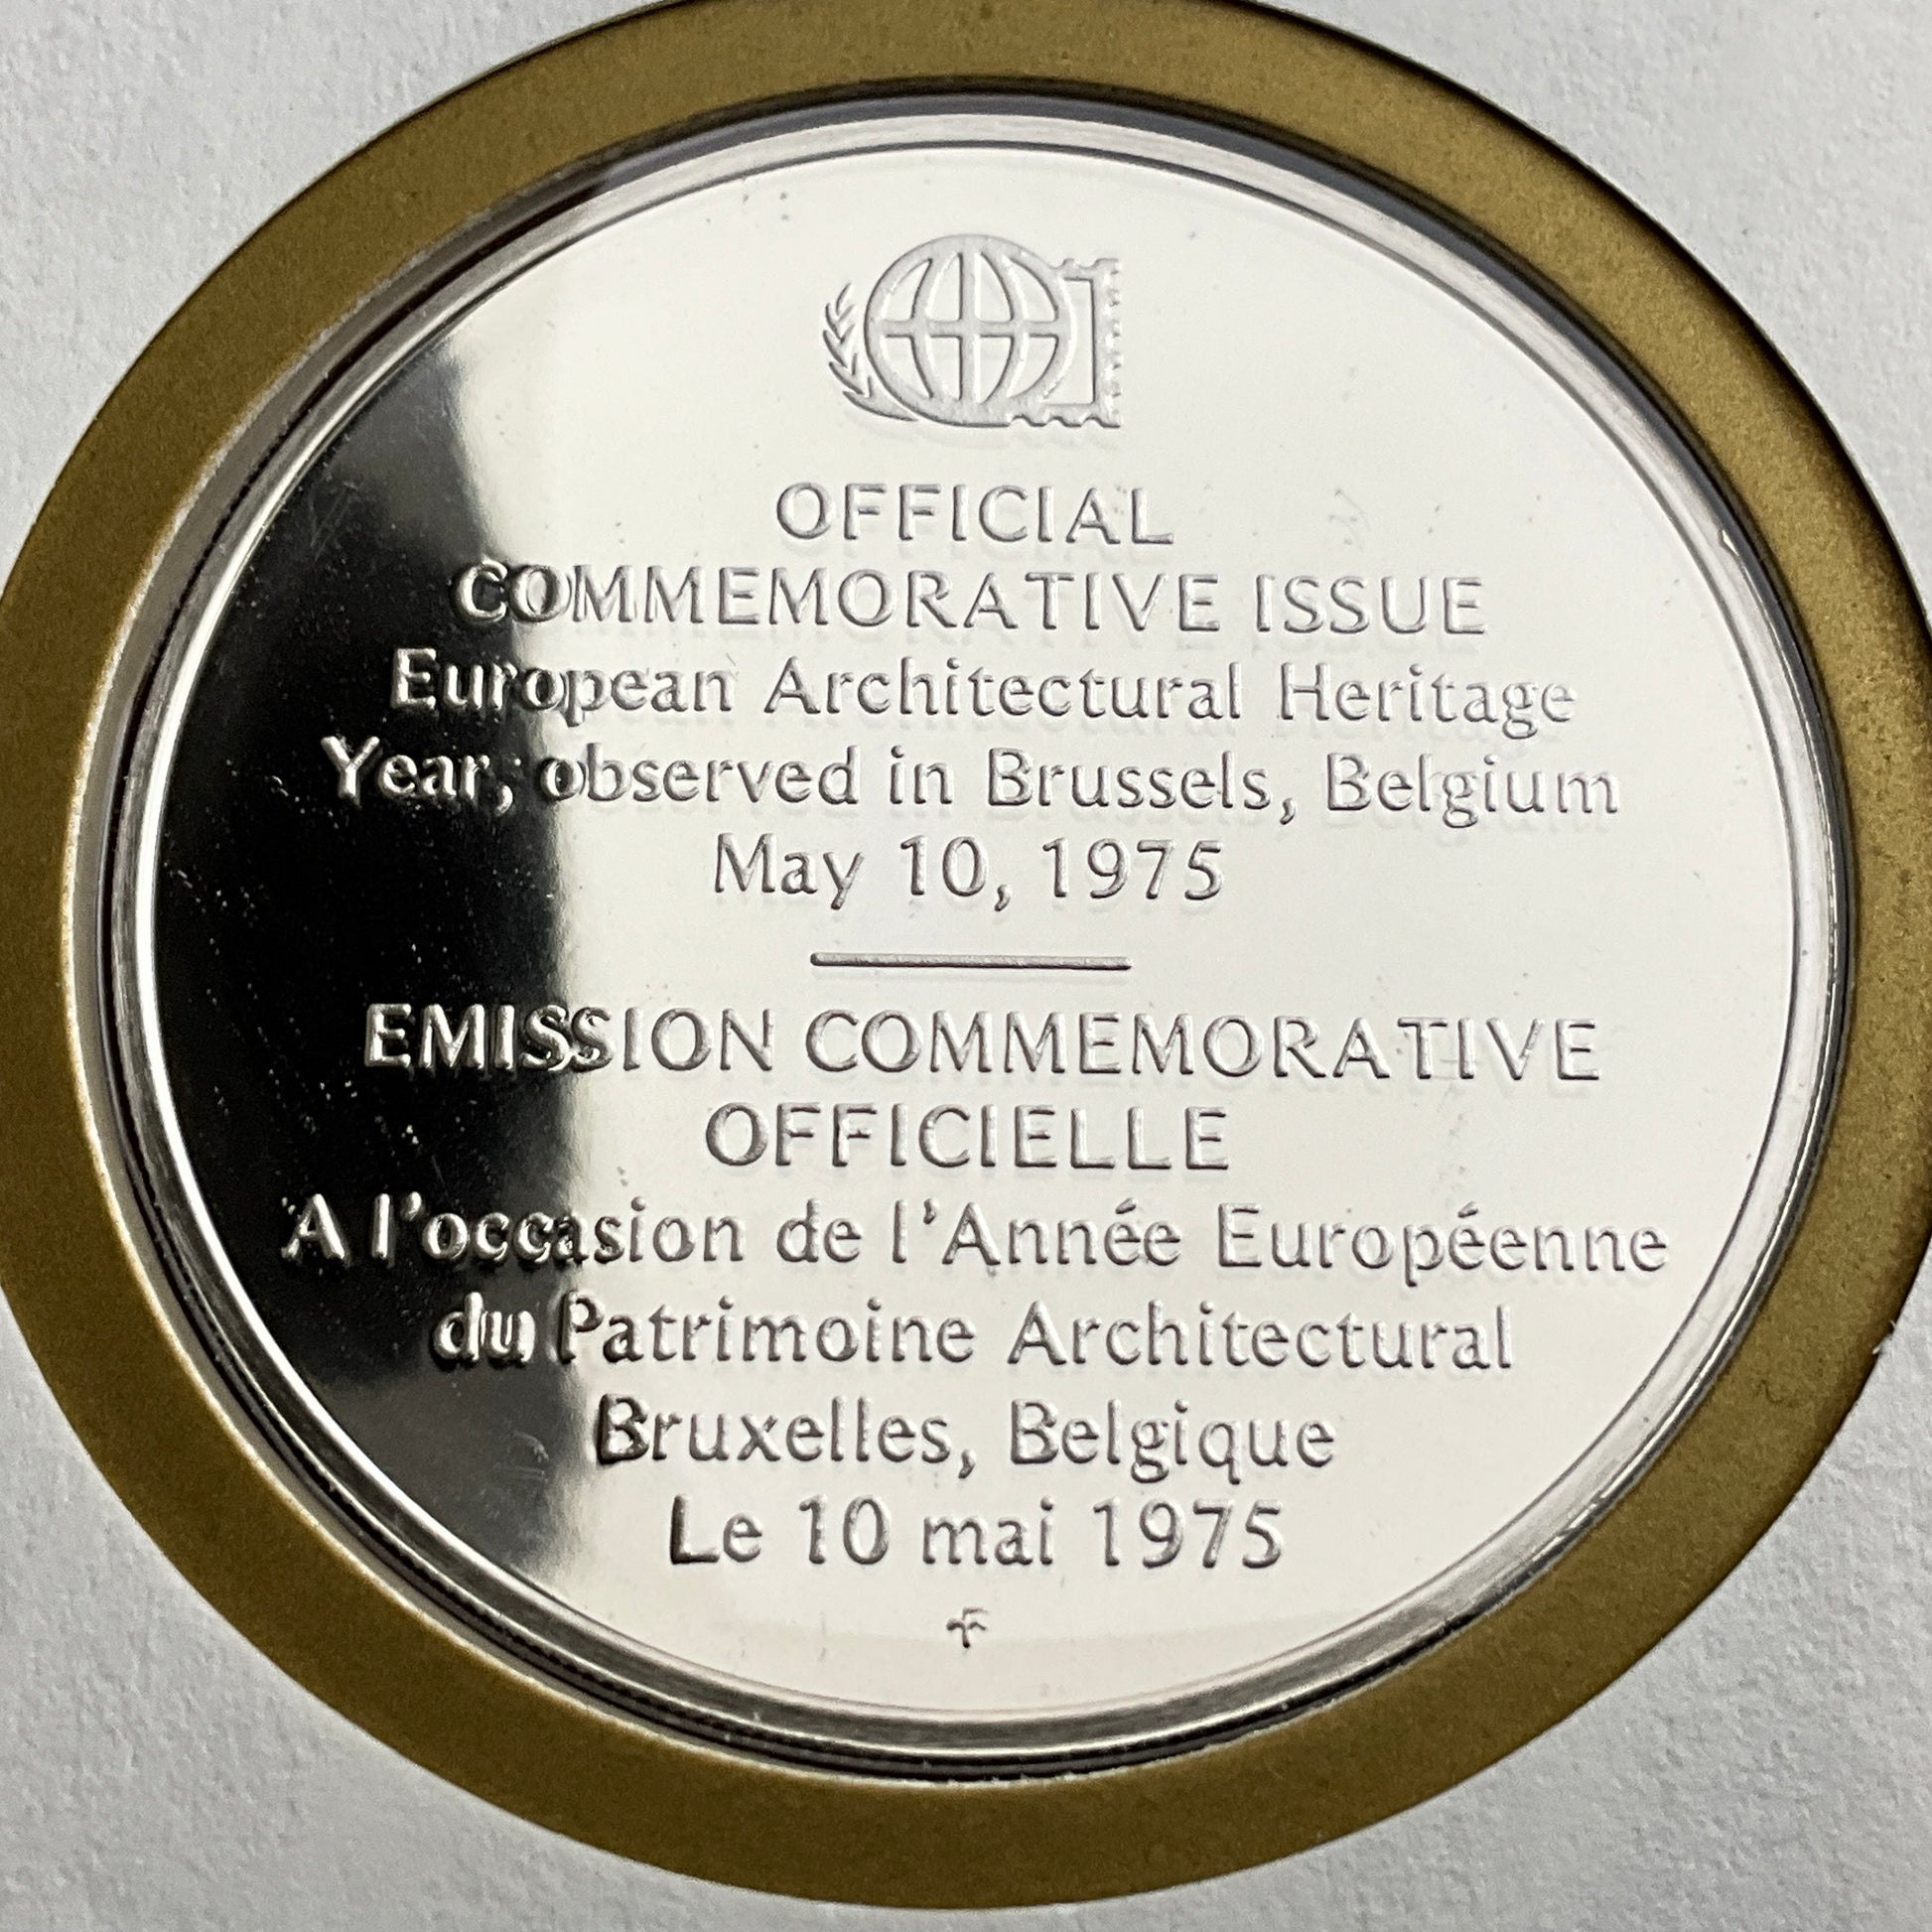 OFFICIAL
COMMEMORATIVE ISSUE
European Architectural Heritage
Year, observed in Brussels, Belgium
May 10, 1975
EMISSION COMMEMORATIVE
OFFICIELLE
A l'occasion de l'Année Européenne
du Patrimoine Architectural
Bruxelles, Belgique
Le 10 mai 1975